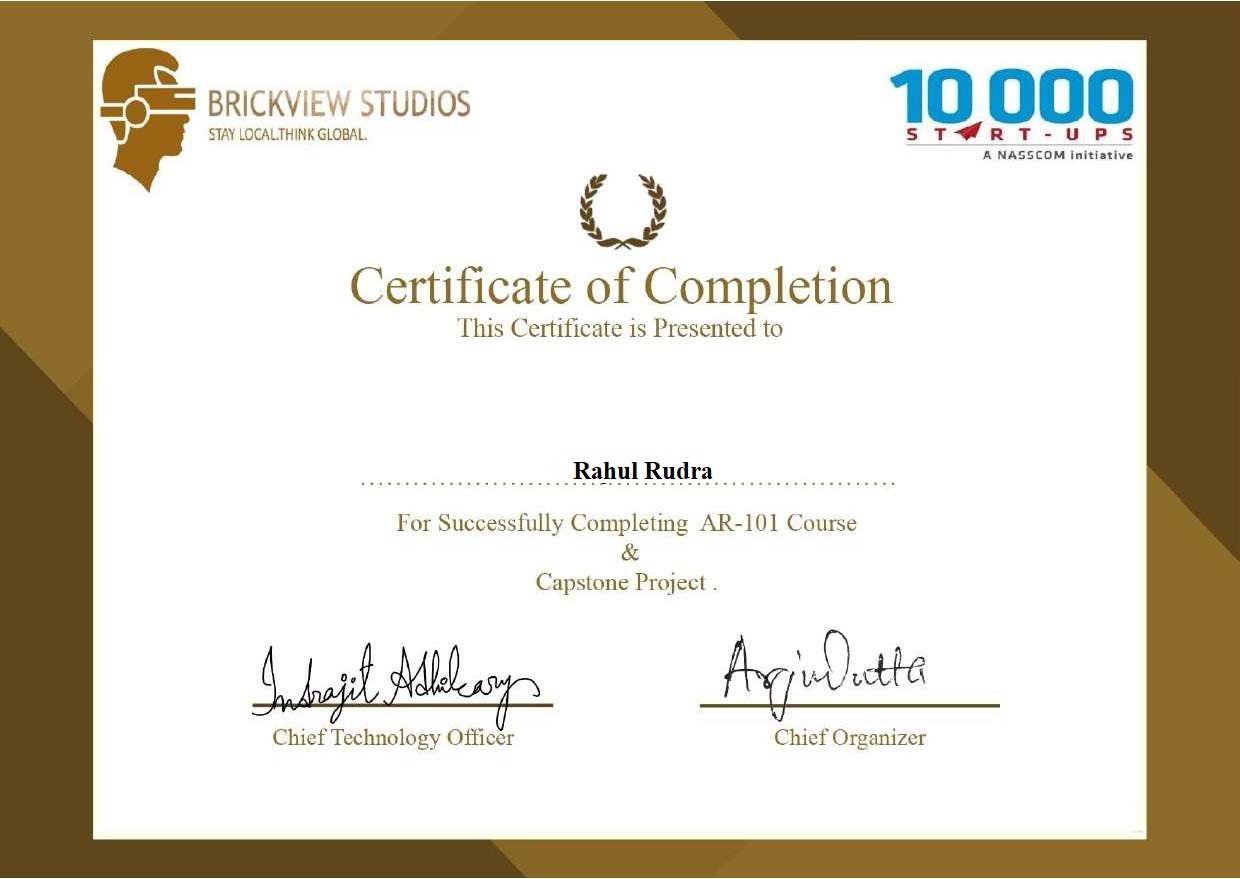 BRICKVIEW STUDIOS
STAY LOCAL.THINK GLOBAL.
10 000
START-UPS
A NASSCOM initiative
Certificate of Completion
This Certificate is Presented to
Rahul Rudra
For Successfully Completing AR-101 Course
&
Capstone Project .
Indrajit Adhikary
Chief Technology Officer
Dutta
Chief Organizer